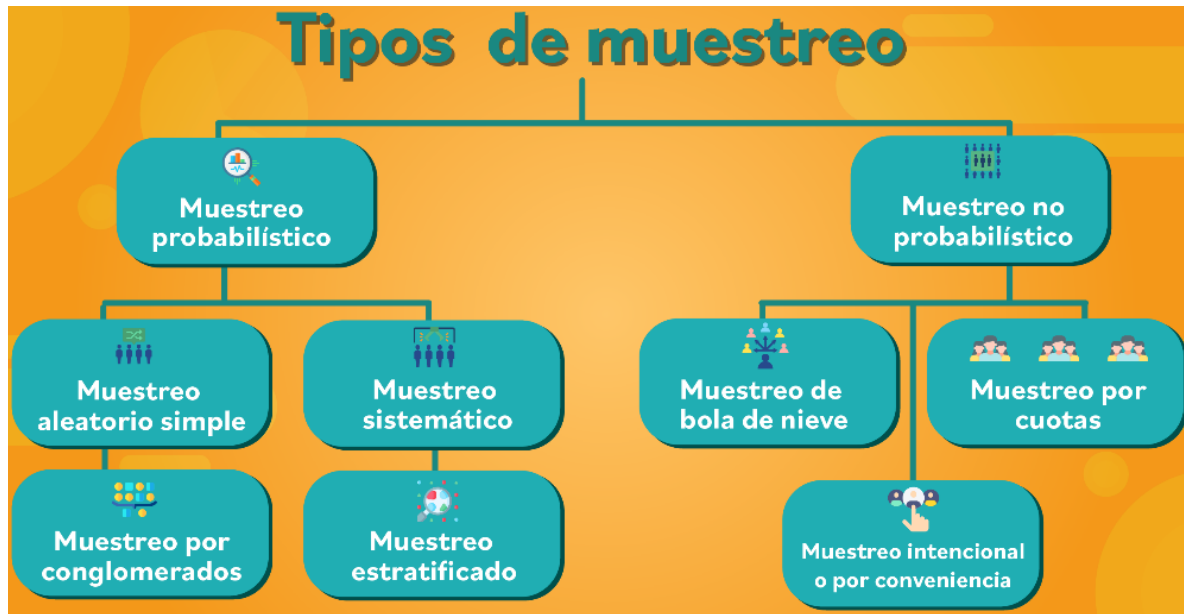 Tipos de muestreo
Muestreo
probabilístico
Muestreo no
probabilístico
Muestreo
aleatorio simple
Muestreo
sistemático
Muestreo de
bola de nieve
Muestreo por
cuotas
Muestreo por
conglomerados
Muestreo
estratificado
Muestreo intencional
o por conveniencia